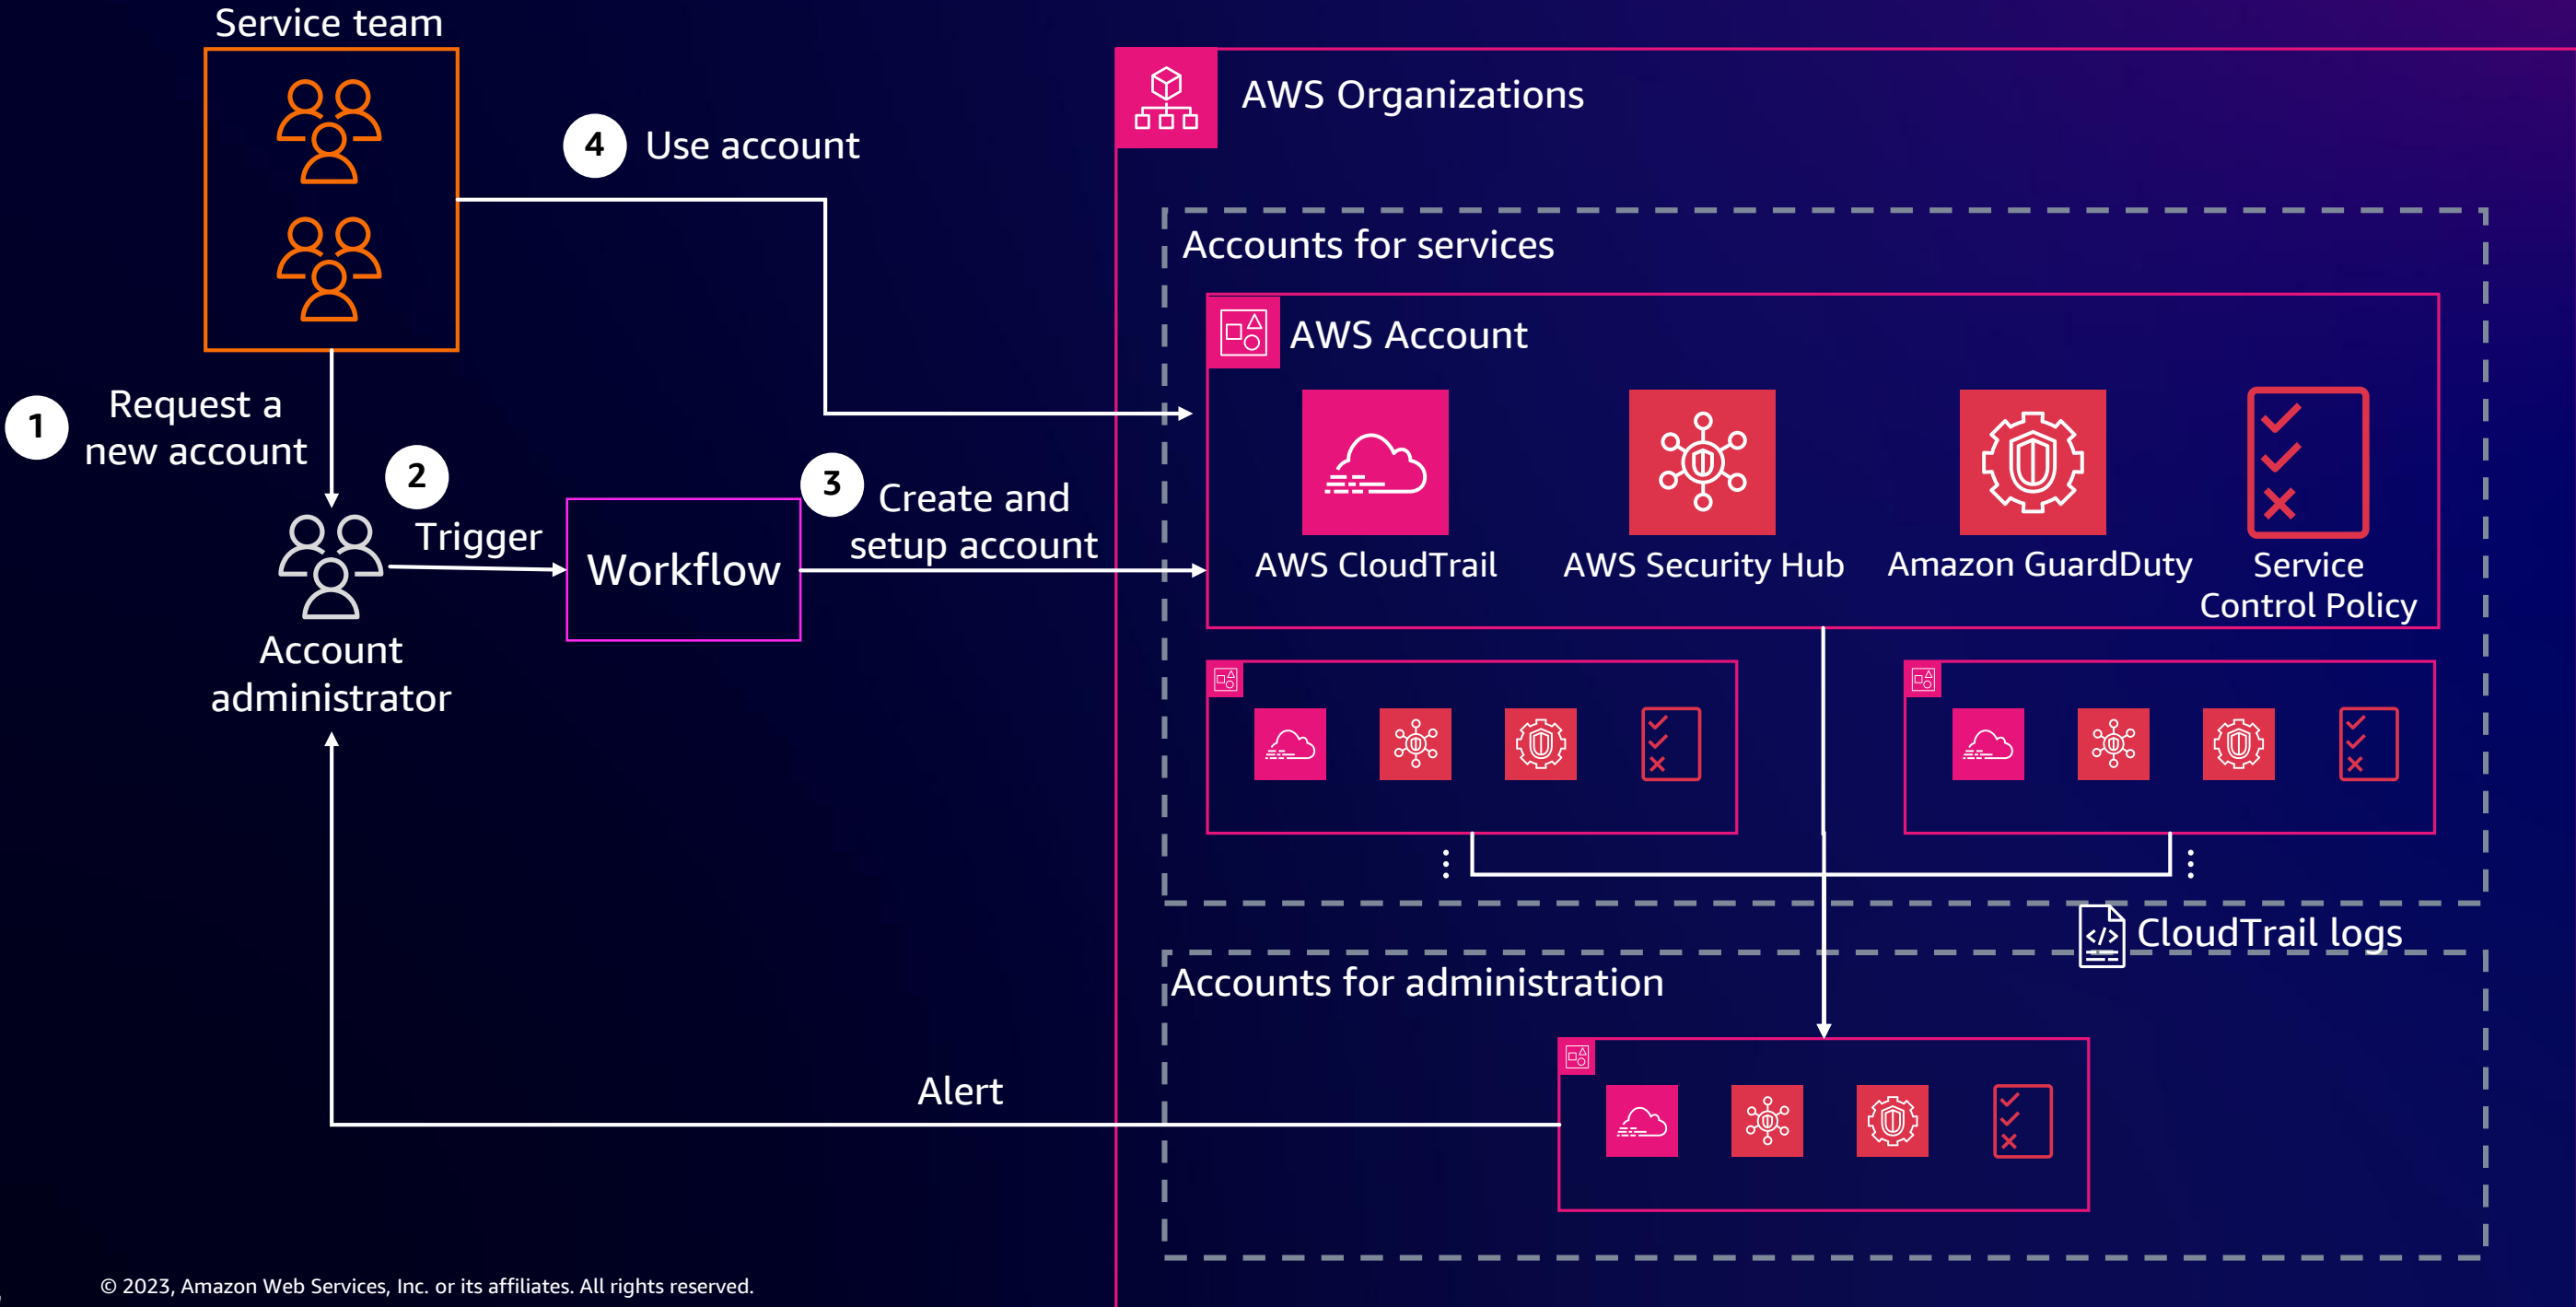 Service team
4
Use account
1
Request a
new account
2
Trigger
Workflow
3
Create and
setup account
Account
administrator
AWS Organizations
Accounts for services
AWS Account
AWS CloudTrail
AWS Security Hub
Amazon GuardDuty
Service
Control Policy
CloudTrail logs
Accounts for administration
Alert
© 2023, Amazon Web Services, Inc. or its affiliates. All rights reserved.